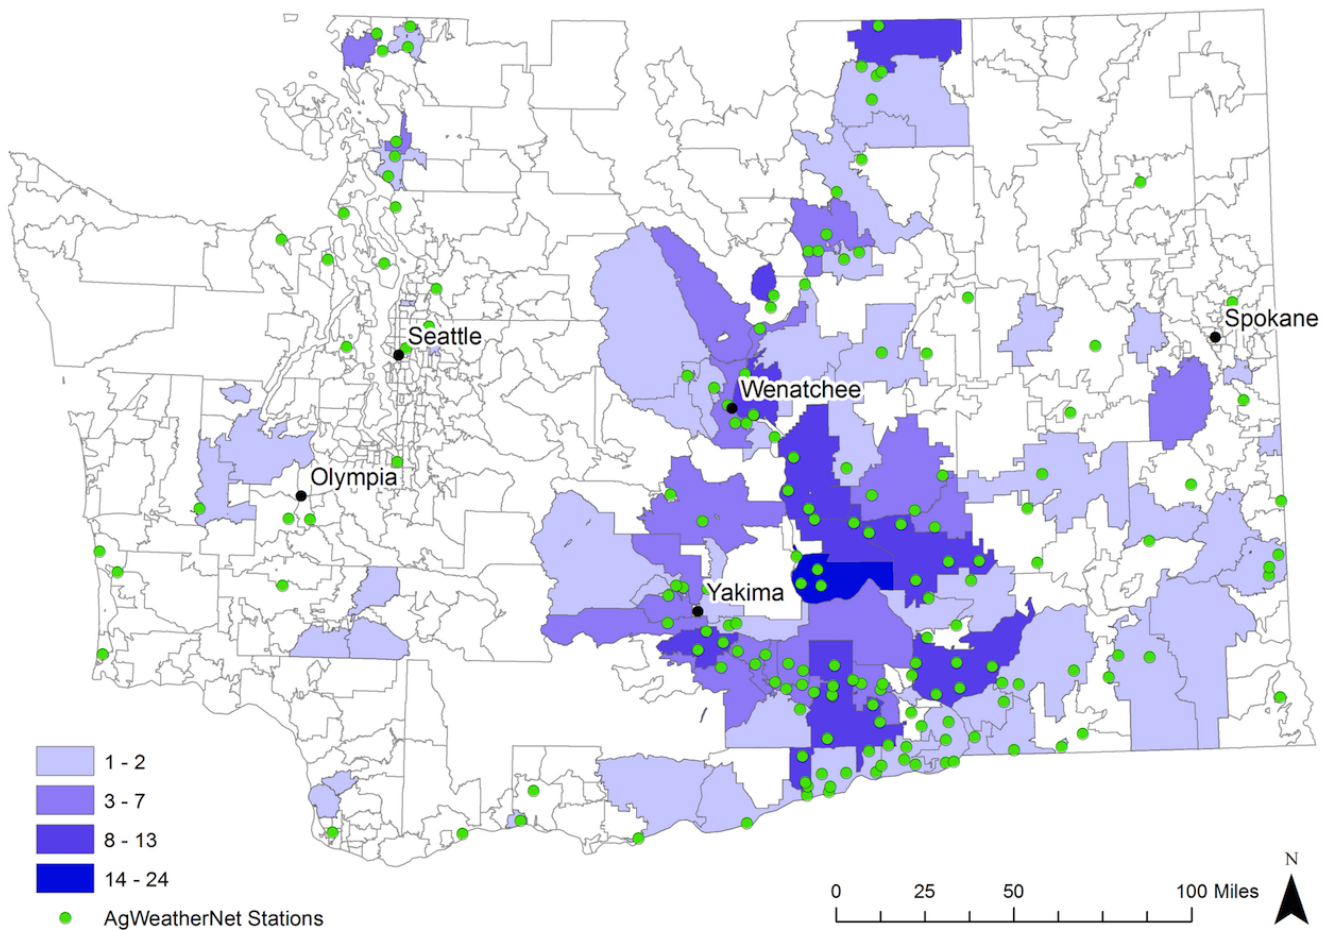 Seattle
Spokane
Wenatchee
Olympia
Yakima
1 - 2
3 - 7
8 - 13
14 - 24
AgWeatherNet Stations
0 25 50 100 Miles
N